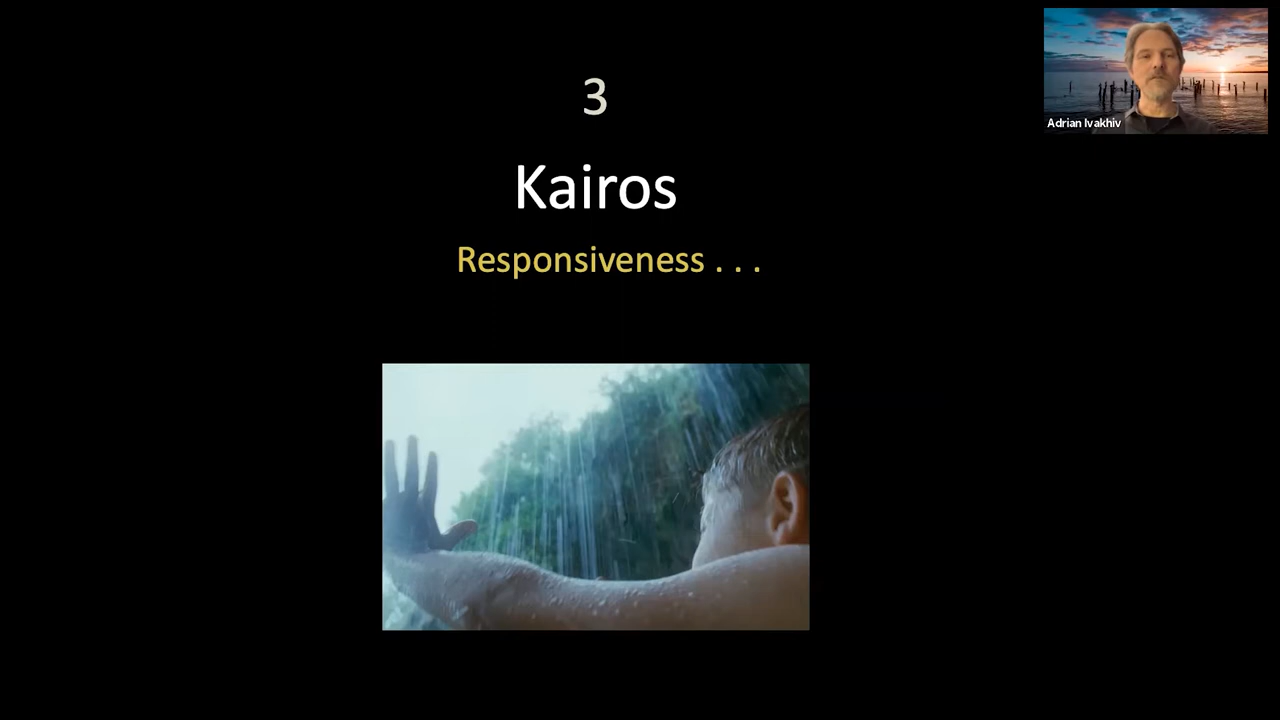 3
Kairos
Responsiveness . . .
Adrian Ivakhiv